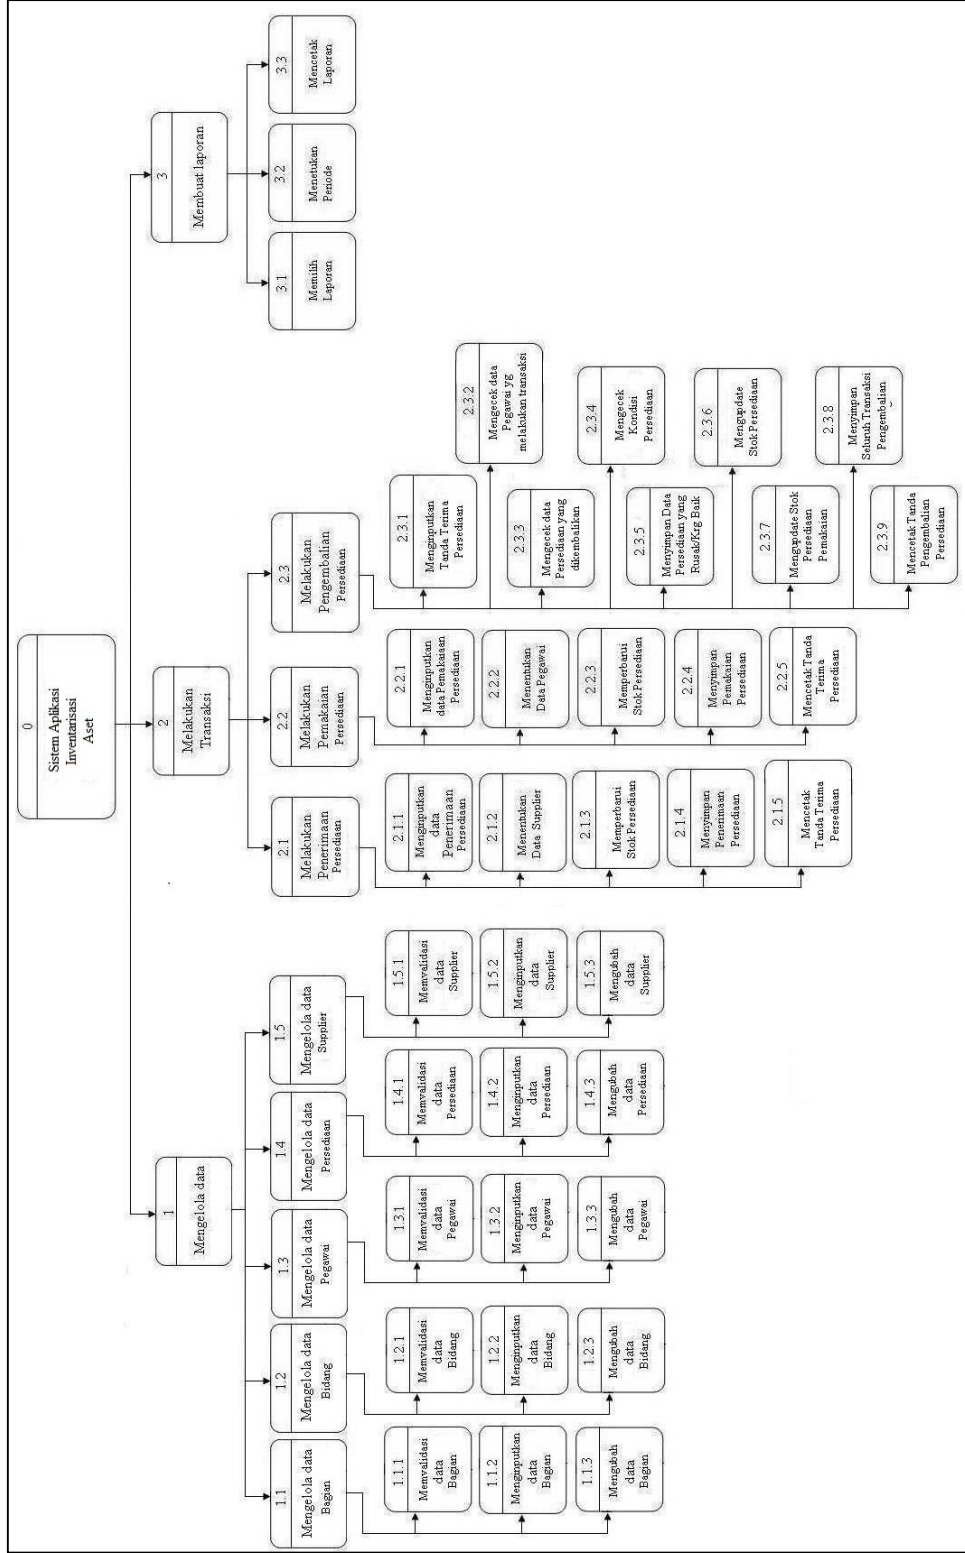 0
Sistem Aplikasi
Inventarisasi
Aset
1
Mengelola data
2
Melakukan
Transaksi
3
Membuat laporan
1.1
Mengelola data
Bagian
1.2
Mengelola data
Bidang
1.3
Mengelola data
Pegawai
1.4
Mengelola data
Persediaan
1.5
Mengelola data
Supplier
2.1
Melakukan
Penerimaan
Persediaan
2.2
Melakukan
Pemakaian
Persediaan
2.3
Melakukan
Pengembalian
Persediaan
3.1
Memilih
Laporan
3.2
Menetukan
Periode
3.3
Mencetak
Laporan
1.1.1
Memvalidasi
data
Bagian
1.1.2
Menginputkan
data
Bagian
1.1.3
Mengubah
data
Bagian
1.2.1
Memvalidasi
data
Bidang
1.2.2
Menginputkan
data
Bidang
1.2.3
Mengubah
data
Bidang
1.3.1
Memvalidasi
data
Pegawai
1.3.2
Menginputkan
data
Pegawai
1.3.3
Mengubah
data
Pegawai
1.4.1
Memvalidasi
data
Persediaan
1.4.2
Menginputkan
data
Persediaan
1.4.3
Mengubah
data
Persediaan
1.5.1
Memvalidasi
data
Supplier
1.5.2
Menginputkan
data
Supplier
1.5.3
Mengubah
data
Supplier
2.1.1
Menginputkan
data
Penerimaan
Persediaan
2.1.2
Menentukan
Data Supplier
2.1.3
Memperbarui
Stok Persediaan
2.1.4
Menyimpan
Penerimaan
Persediaan
2.1.5
Mencetak
Tanda Terima
Persediaan
2.2.1
Menginputkan
data Pemakaiaan
Persediaan
2.2.2
Menentukan
Data Pegawai
2.2.3
Memperbarui
Stok Persediaan
2.2.4
Menyimpan
Pemakaian
Persediaan
2.2.5
Mencetak Tanda
Terima
Persediaan
2.3.1
Menginputkan
Tanda Terima
Persediaan
2.3.2
Mengecek data
Pegawai yg
melakukan transaksi
2.3.3
Mengecek data
Persediaan yang
dikembalikan
2.3.4
Mengecek
Kondisi
Persediaan
2.3.5
Menyimpan Data
Persediaan yang
Rusak/Krg Baik
2.3.6
Mengupdate
Stok Persediaan
2.3.7
Mengupdate Stok
Persediaan
Pemakaian
2.3.8
Menyimpan
Seluruh Transaksi
Pengembalian
2.3.9
Mencetak Tanda
Pengembalian
Persediaan